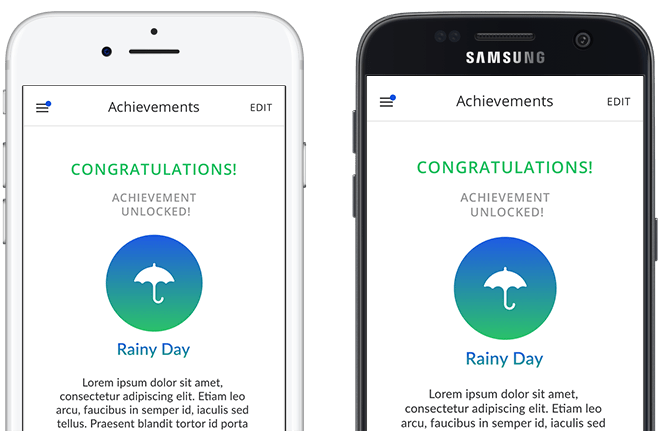 Achievements
EDIT
CONGRATULATIONS!
ACHIEVEMENT
UNLOCKED!
Rainy Day
Lorem ipsum dolor sit amet,
consectetur adipiscing elit. Etiam leo
arcu, faucibus in semper id, iaculis sed
tellus. Praesent blandit tortor id porta
SAMSUNG
Achievements
EDIT
CONGRATULATIONS!
ACHIEVEMENT
UNLOCKED!
Rainy Day
Lorem ipsum dolor sit amet,
consectetur adipiscing elit. Etiam leo
arcu, faucibus in semper id, iaculis sed